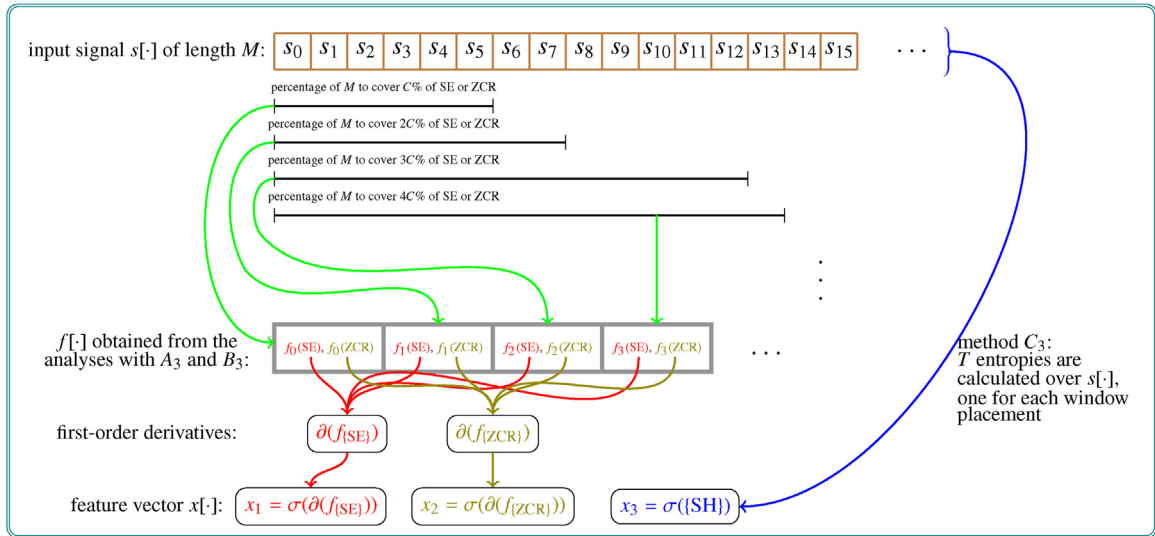 input signal s[·] of length M: s₀ s₁ s₂ s₃ s₄ s₅ s₆ s₇ s₈ s₉ s₁₀ s₁₁ s₁₂ s₁₃ s₁₄ s₁₅ ···
percentage of M to cover C% of SE or ZCR
percentage of M to cover 2C% of SE or ZCR
percentage of M to cover 3C% of SE or ZCR
percentage of M to cover 4C% of SE or ZCR
f[·] obtained from the
analyses with A₃ and B₃:
f₀(SE), f₀(ZCR) f₁(SE), f₁(ZCR) f₂(SE), f₂(ZCR) f₃(SE), f₃(ZCR) ···
method C₃:
T entropies are
calculated over s[·],
one for each window
placement
first-order derivatives: ∂(f{SE}) ∂(f{ZCR})
feature vector x[·]: x₁ = σ(∂(f{SE})) x₂ = σ(∂(f{ZCR})) x₃ = σ({SH})